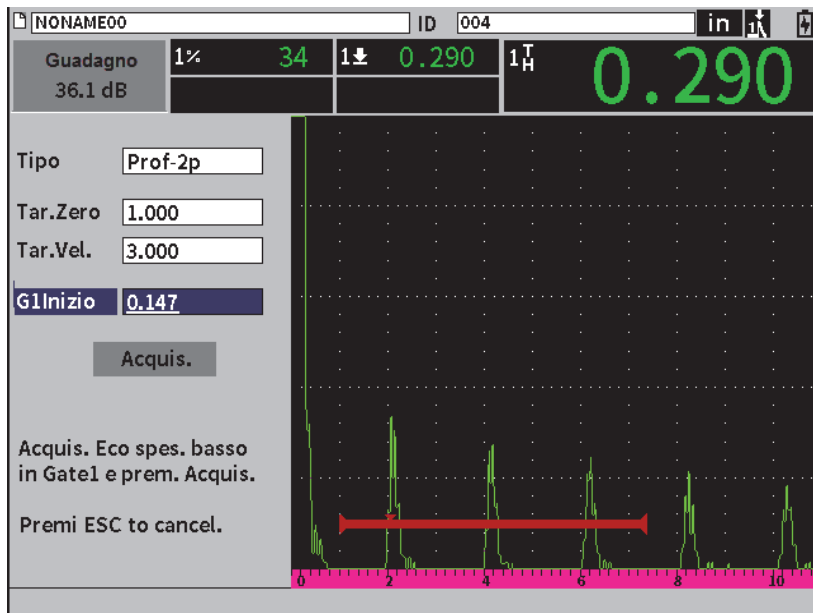 NONAME00 ID 004 in
Guadagno
36.1 dB
1% 34
1 0.290
1 T H 0.290
Tipo Prof-2p
Tar.Zero 1.000
Tar.Vel. 3.000
G1Inizio 0.147
Acquis.
Acquis. Eco spes. basso
in Gate1 e prem. Acquis.
Premi ESC to cancel.
0 2 4 6 8 10